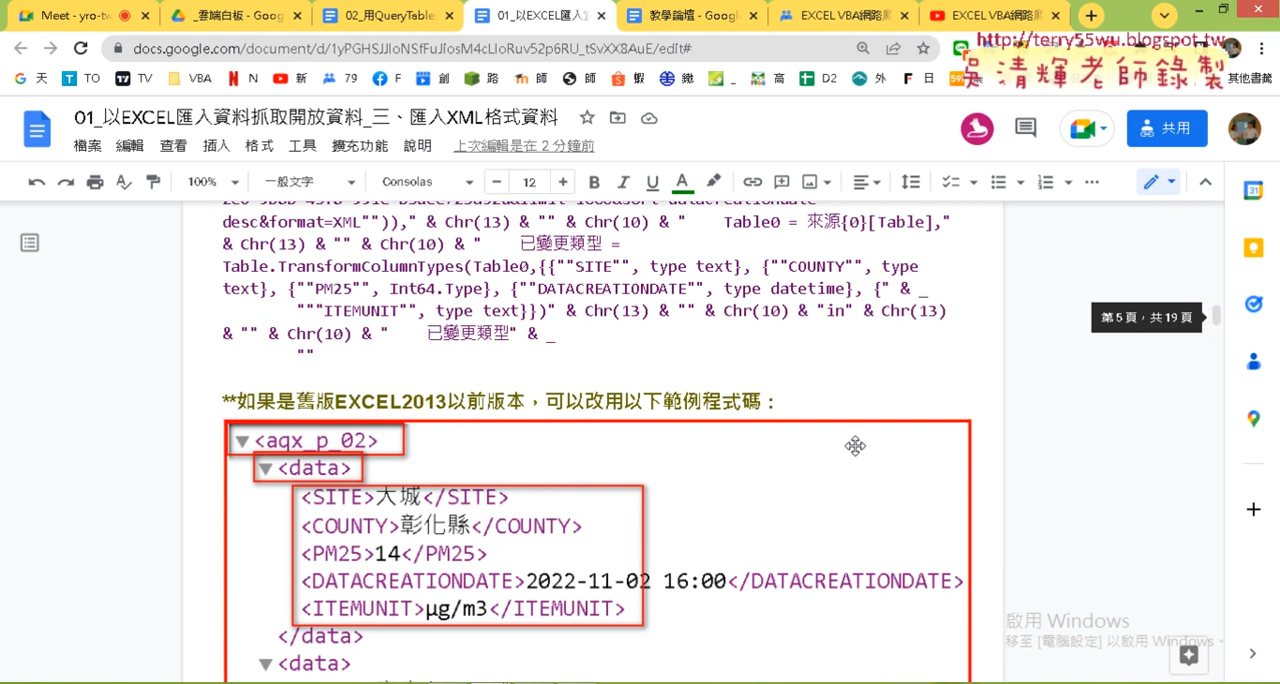 Meet - yro-tw
_雲端白板 - Goog
02_用QueryTable
01_以EXCEL匯入
教學論壇 - Goog
EXCEL VBA網路
EXCEL VBA網路
docs.google.com/document/d/1yPGHSJJIoNSfFuJiosM4cLIoRuv52p6RU_tSvXX8AuE/edit#
http://terry55wu.blogspot.tw
吳清輝老師錄製
天 TO TV VBA N 新 79 F 創 路 師 師 蝦 鐵 _ 高 D2 外 日 其他書籤
01_以EXCEL匯入資料抓取開放資料_三、匯入XML格式資料
共用
檔案 編輯 查看 插入 格式 工具 擴充功能 說明 上次編輯是在 2 分鐘前
100% 一般文字 Consolas 12 B I U A
desc&format=XML"")),"  & Chr(13) & "" & Chr(10) & "    Table0 = 來源{0}[Table],"
& Chr(13) & "" & Chr(10) & "    已變更類型 =
Table.TransformColumnTypes(Table0,{{""SITE"", type text}, {""COUNTY"", type
text}, {""PM25"", Int64.Type}, {""DATACREATIONDATE"", type datetime}, {" & _
"""ITEMUNIT"", type text}})" & Chr(13) & "" & Chr(10) & "in" & Chr(13)
& "" & Chr(10) & "    已變更類型" & _
""
第 5 頁，共 19 頁
**如果是舊版EXCEL2013以前版本，可以改用以下範例程式碼：
<aqx_p_02>
<data>
<SITE>大城</SITE>
<COUNTY>彰化縣</COUNTY>
<PM25>14</PM25>
<DATACREATIONDATE>2022-11-02 16:00</DATACREATIONDATE>
<ITEMUNIT>μg/m3</ITEMUNIT>
</data>
<data>
啟用 Windows
移至 [電腦設定] 以啟用 Windows。